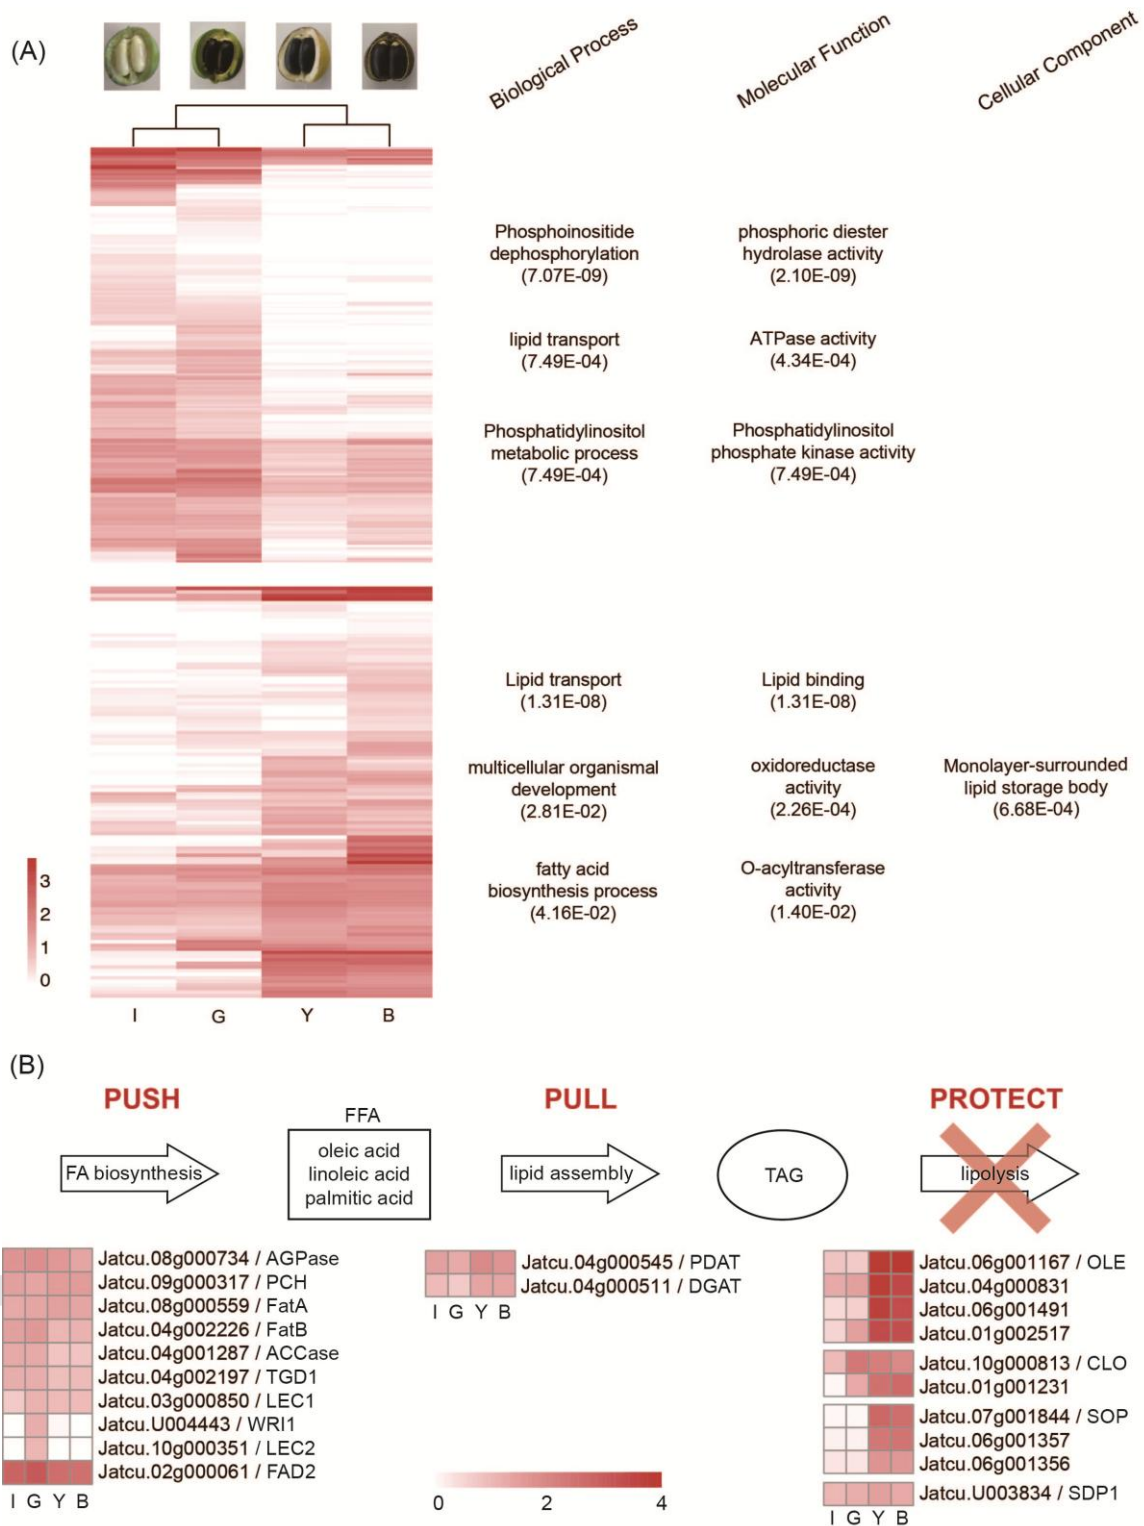 (A)
Biological Process
Molecular Function
Cellular Component
Phosphoinositide
dephosphorylation
(7.07E-09)
phosphoric diester
hydrolase activity
(2.10E-09)
lipid transport
(7.49E-04)
ATPase activity
(4.34E-04)
Phosphatidylinositol
metabolic process
(7.49E-04)
Phosphatidylinositol
phosphate kinase activity
(7.49E-04)
Lipid transport
(1.31E-08)
Lipid binding
(1.31E-08)
multicellular organismal
development
(2.81E-02)
oxidoreductase
activity
(2.26E-04)
Monolayer-surrounded
lipid storage body
(6.68E-04)
fatty acid
biosynthesis process
(4.16E-02)
O-acyltransferase
activity
(1.40E-02)
3
2
1
0
I G Y B
(B)
PUSH
FA biosynthesis
FFA
oleic acid
linoleic acid
palmitic acid
PULL
lipid assembly
TAG
PROTECT
lipolysis
Jatcu.08g000734 / AGPase
Jatcu.09g000317 / PCH
Jatcu.08g000559 / FatA
Jatcu.04g002226 / FatB
Jatcu.04g001287 / ACCase
Jatcu.04g002197 / TGD1
Jatcu.03g000850 / LEC1
Jatcu.U004443 / WRI1
Jatcu.10g000351 / LEC2
Jatcu.02g000061 / FAD2
I G Y B
Jatcu.04g000545 / PDAT
Jatcu.04g000511 / DGAT
I G Y B
0 2 4
Jatcu.06g001167 / OLE
Jatcu.04g000831
Jatcu.06g001491
Jatcu.01g002517
Jatcu.10g000813 / CLO
Jatcu.01g001231
Jatcu.07g001844 / SOP
Jatcu.06g001357
Jatcu.06g001356
Jatcu.U003834 / SDP1
I G Y B